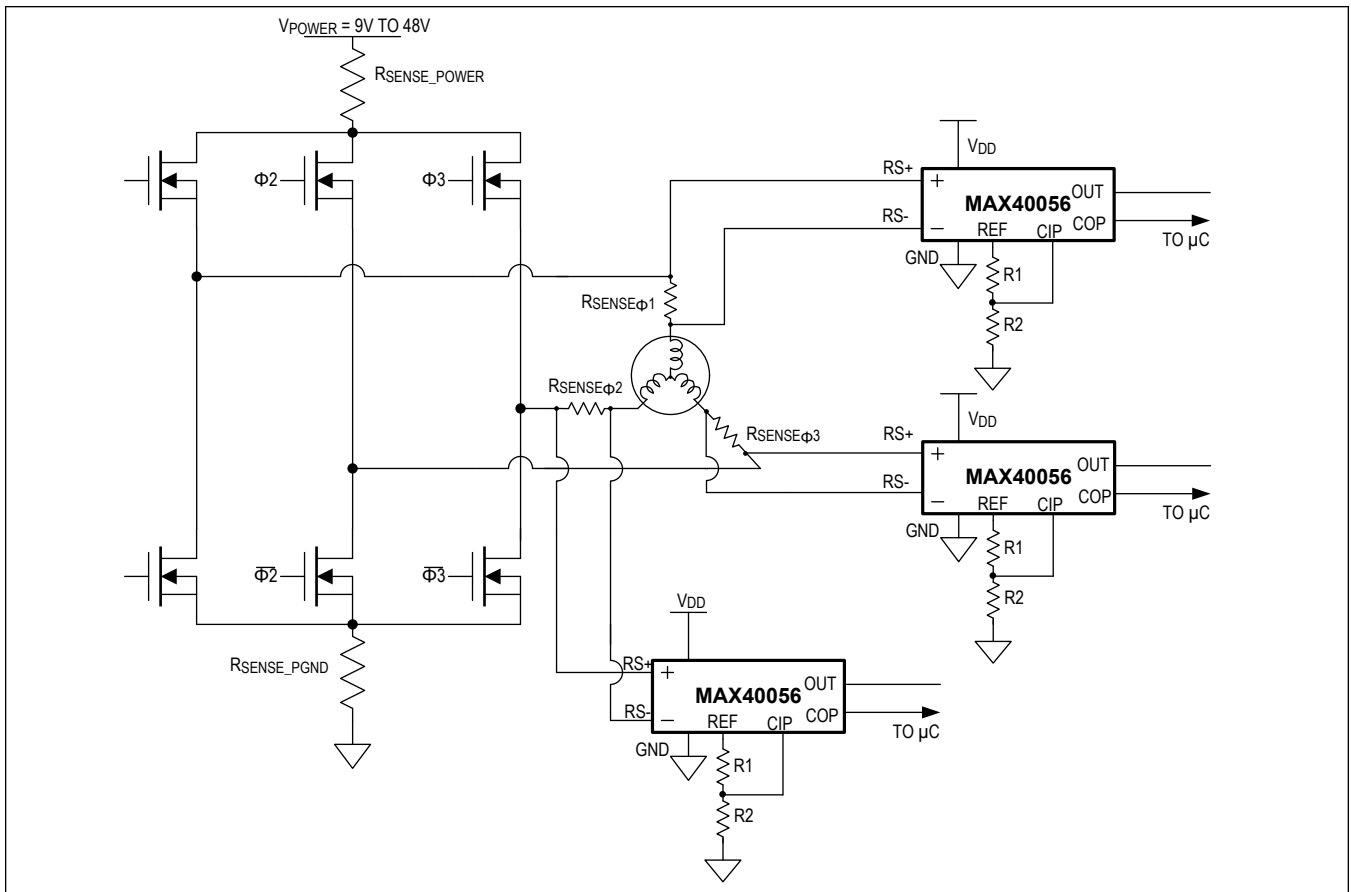 VPOWER = 9V TO 48V
RSENSE_POWER
Φ2
Φ3
VDD
RS+
+
MAX40056
OUT
RS-
−
REF
CIP
COP
TO µC
GND
R1
R2
RSENSEΦ1
RSENSEΦ2
RSENSEΦ3
VDD
RS+
+
MAX40056
OUT
RS-
−
REF
CIP
COP
TO µC
GND
R1
R2
Φ̅2
Φ̅3
RSENSE_PGND
VDD
RS+
+
MAX40056
OUT
RS-
−
REF
CIP
COP
TO µC
GND
R1
R2